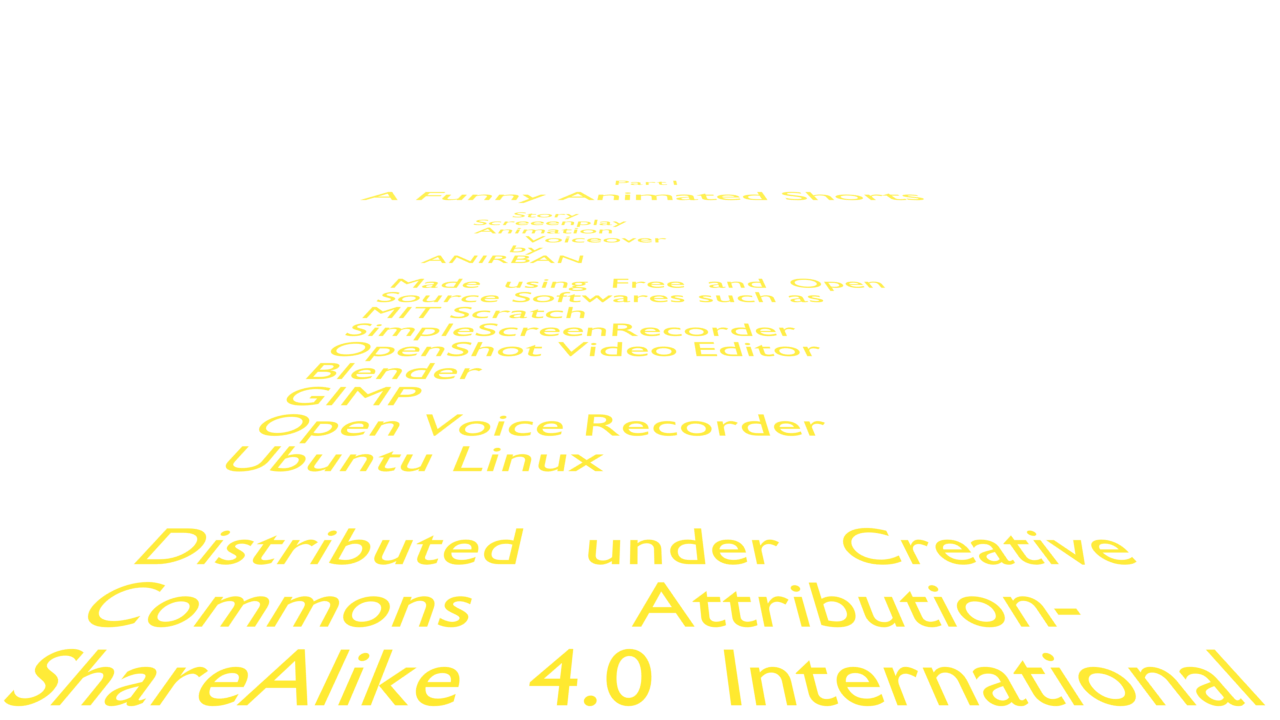 Part I
A Funny Animated Shorts
Story
Screeenplay
Animation
Voiceover
by
ANIRBAN
Made using Free and Open
Source Softwares such as
MIT Scratch
SimpleScreenRecorder
OpenShot Video Editor
Blender
GIMP
Open Voice Recorder
Ubuntu Linux
Distributed under Creative
Commons Attribution-
ShareAlike 4.0 International